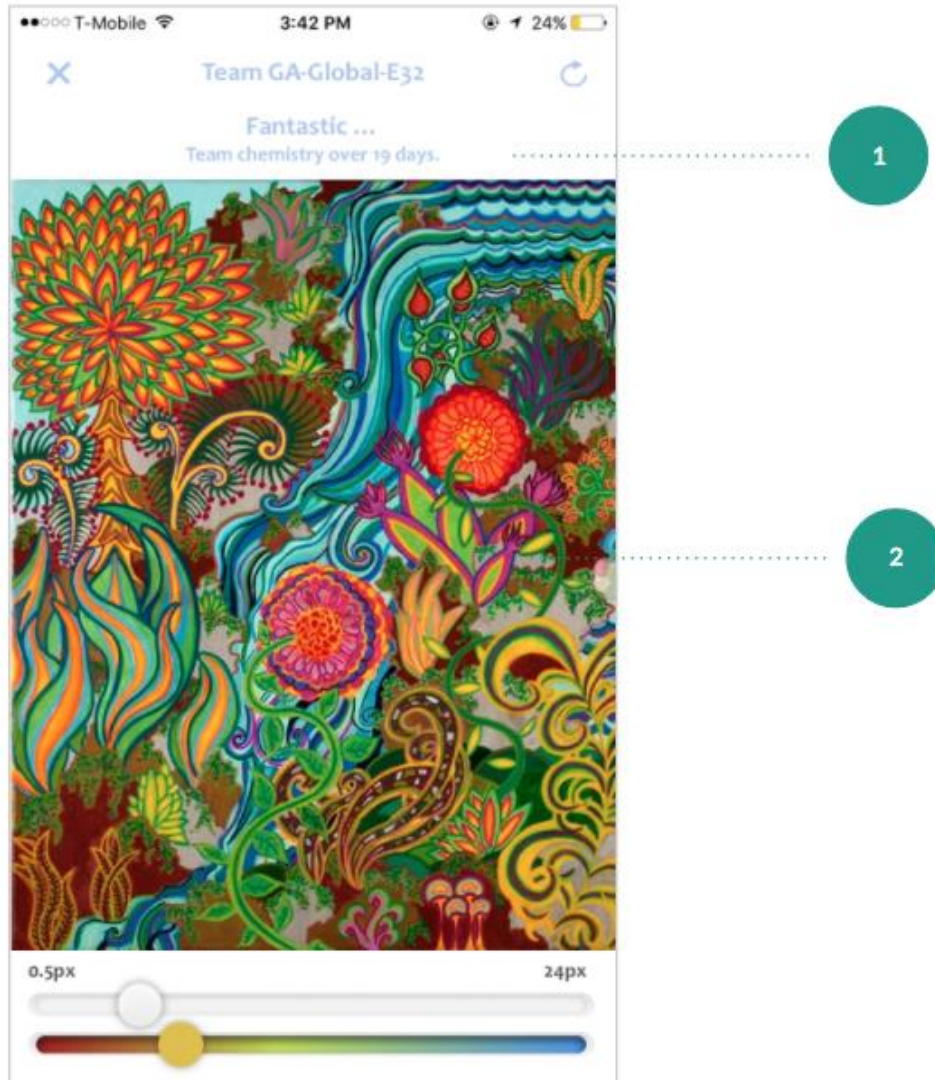 T-Mobile 3:42 PM 24%
Team GA-Global-E32
Fantastic ...
Team chemistry over 19 days.
1
2
0.5px 24px